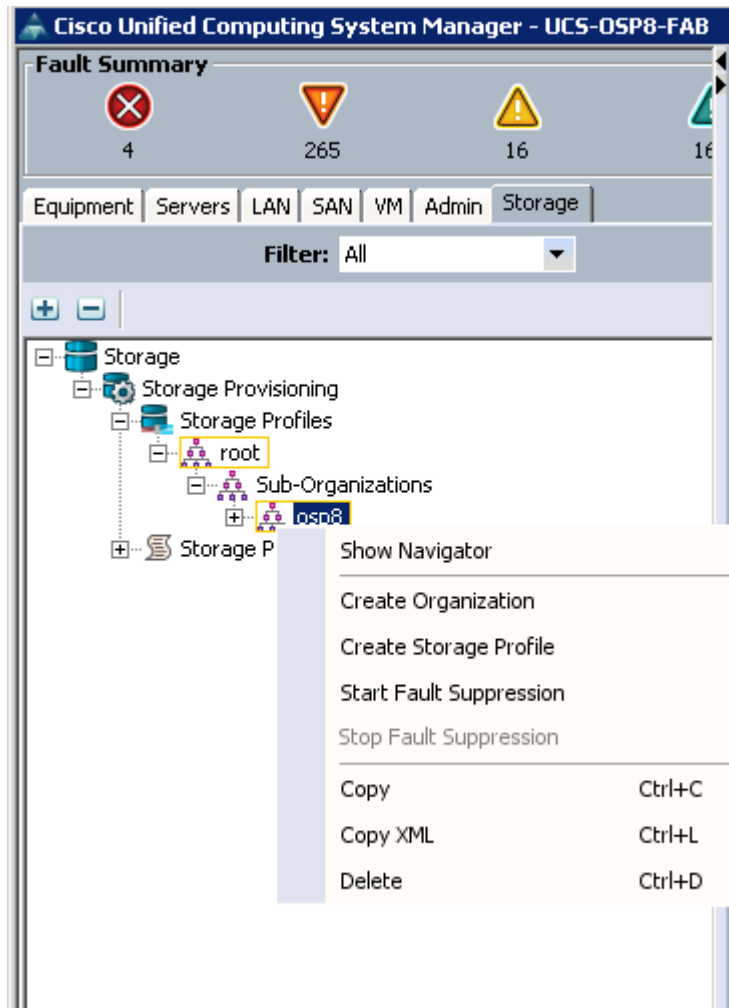 Cisco Unified Computing System Manager - UCS-OSP8-FAB
Fault Summary
4 265 16
Equipment Servers LAN SAN VM Admin Storage
Filter: All
Storage
Storage Provisioning
Storage Profiles
root
Sub-Organizations
osp8
Storage P
Show Navigator
Create Organization
Create Storage Profile
Start Fault Suppression
Stop Fault Suppression
Copy Ctrl+C
Copy XML Ctrl+L
Delete Ctrl+D